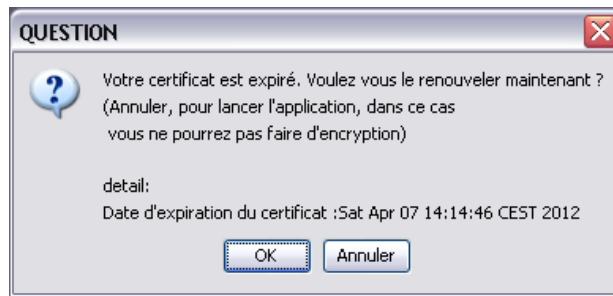 QUESTION
Votre certificat est expiré. Voulez vous le renouveler maintenant ?
(Annuler, pour lancer l'application, dans ce cas
vous ne pourrez pas faire d'encryption)
detail:
Date d'expiration du certificat :Sat Apr 07 14:14:46 CEST 2012
OK
Annuler